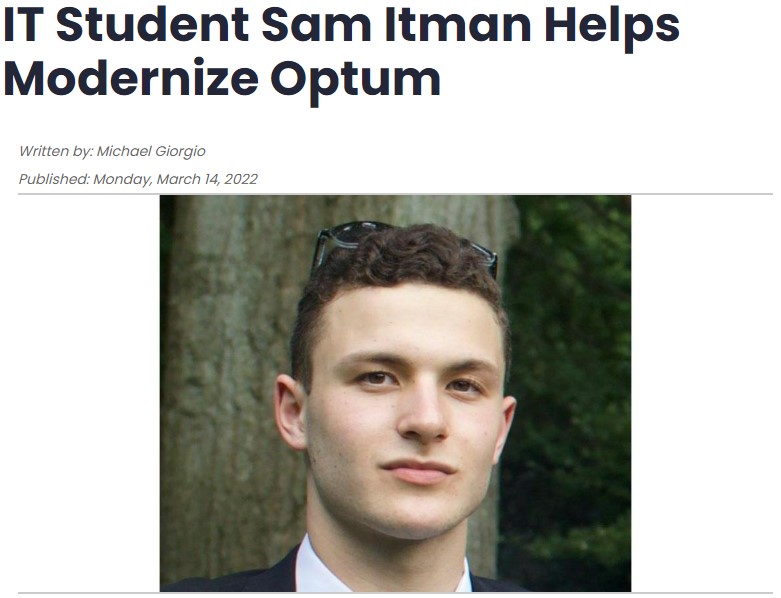 IT Student Sam Itman Helps
Modernize Optum
Written by: Michael Giorgio
Published: Monday, March 14, 2022